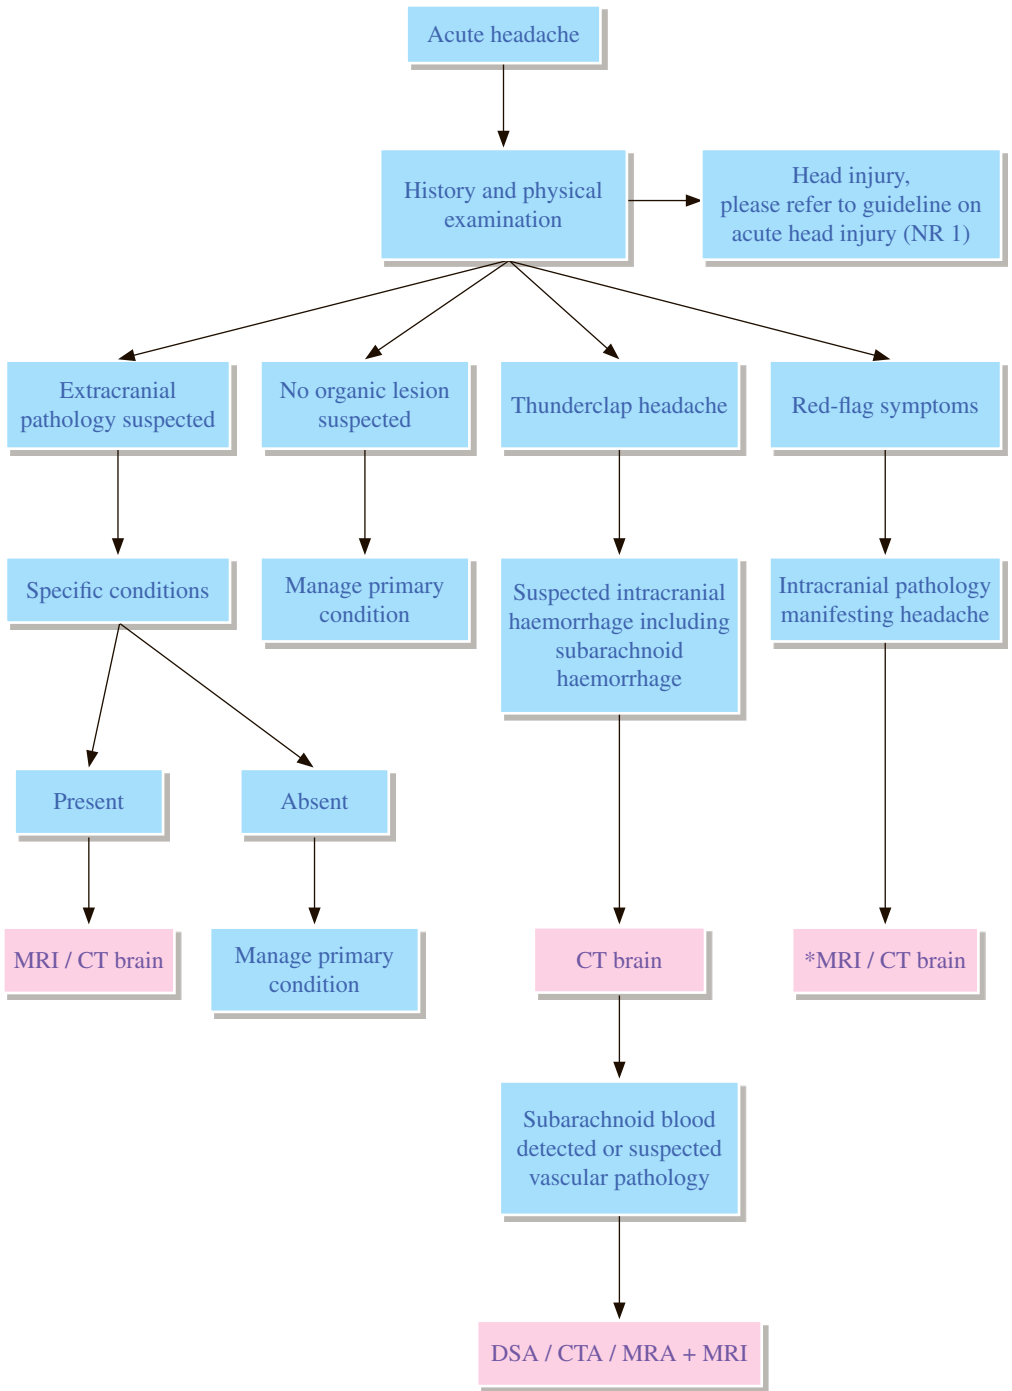 Acute headache
History and physical
examination
Head injury,
please refer to guideline on
acute head injury (NR 1)
Extracranial
pathology suspected
No organic lesion
suspected
Thunderclap headache
Red-flag symptoms
Specific conditions
Manage primary
condition
Suspected intracranial
haemorrhage including
subarachnoid
haemorrhage
Intracranial pathology
manifesting headache
Present
Absent
MRI / CT brain
Manage primary
condition
CT brain
*MRI / CT brain
Subarachnoid blood
detected or suspected
vascular pathology
DSA / CTA / MRA + MRI